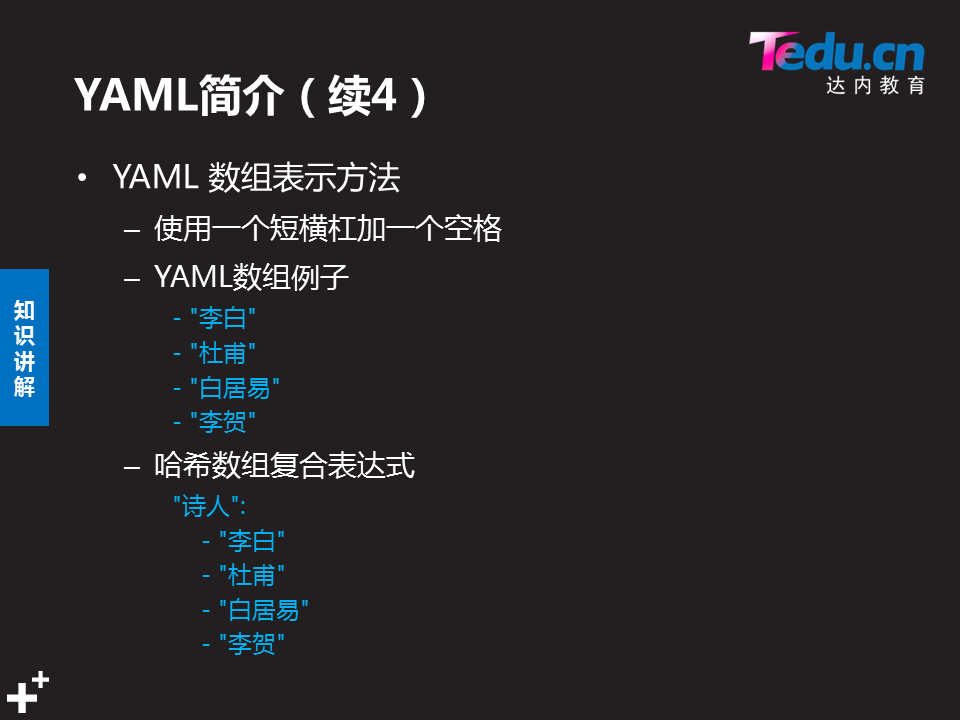 Tedu.cn
达内教育
YAML简介（续4）
• YAML 数组表示方法
– 使用一个短横杠加一个空格
– YAML数组例子
- "李白"
- "杜甫"
- "白居易"
- "李贺"
– 哈希数组复合表达式
"诗人":
- "李白"
- "杜甫"
- "白居易"
- "李贺"
知识讲解